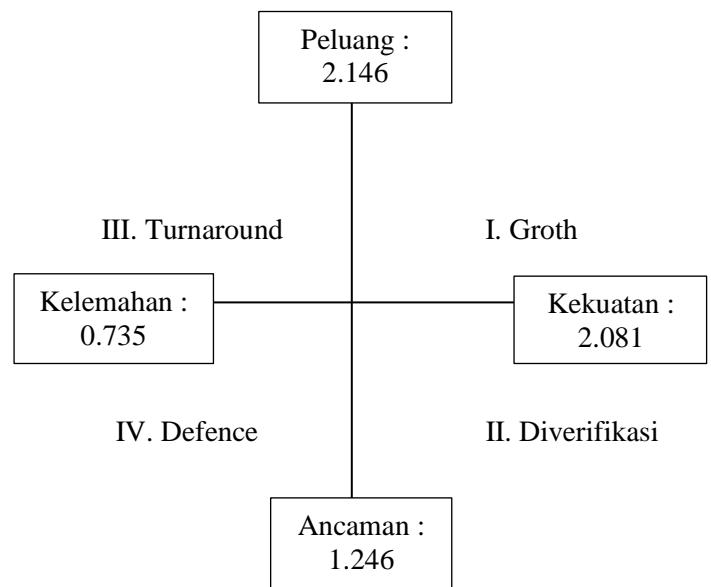 Peluang :
2.146
III. Turnaround
I. Groth
Kelemahan :
0.735
Kekuatan :
2.081
IV. Defence
II. Diverifikasi
Ancaman :
1.246